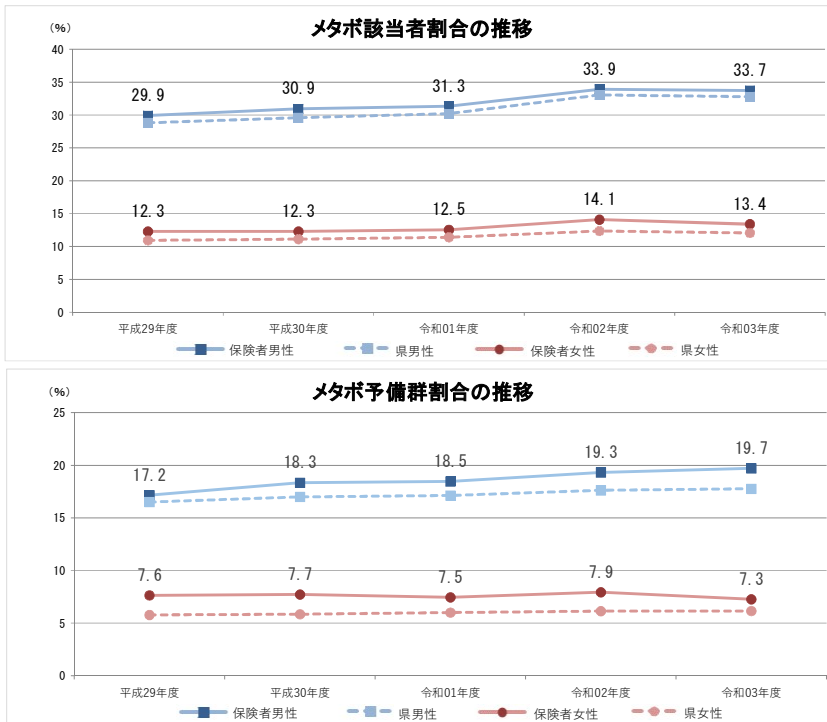 メタボ該当者割合の推移
(%)
40
35
30
25
20
15
10
5
0
29.9
30.9
31.3
33.9
33.7
12.3
12.3
12.5
14.1
13.4
平成29年度
平成30年度
令和01年度
令和02年度
令和03年度
保険者男性
県男性
保険者女性
県女性
メタボ予備群割合の推移
(%)
25
20
15
10
5
0
17.2
18.3
18.5
19.3
19.7
7.6
7.7
7.5
7.9
7.3
平成29年度
平成30年度
令和01年度
令和02年度
令和03年度
保険者男性
県男性
保険者女性
県女性